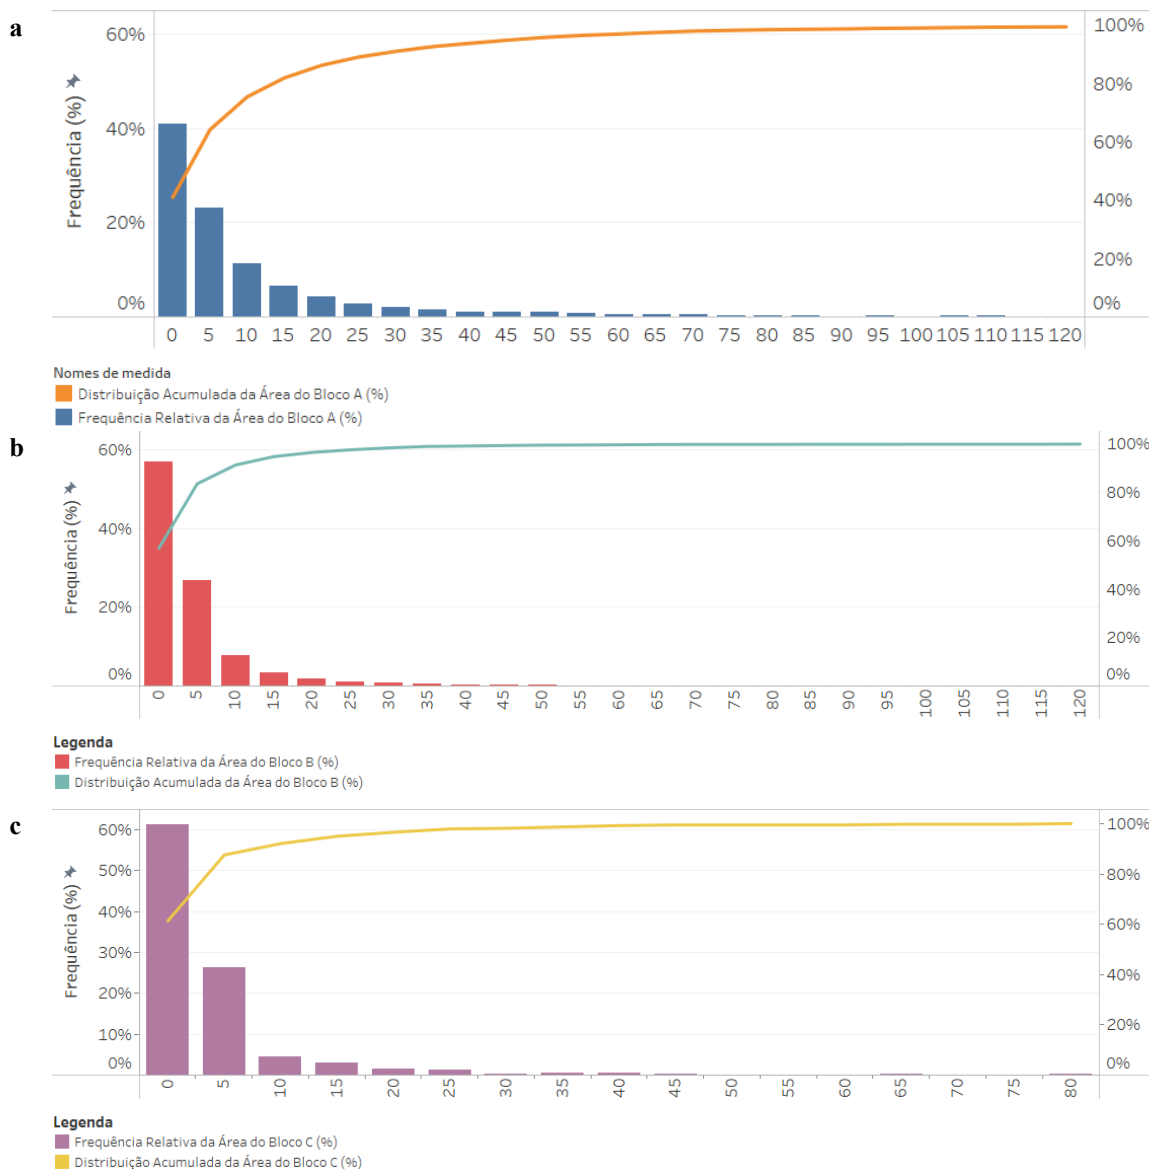 a
60%
40%
20%
0%
Frequência (%)
100%
80%
60%
40%
20%
0%
0 5 10 15 20 25 30 35 40 45 50 55 60 65 70 75 80 85 90 95 100 105 110 115 120
Nomes de medida
Distribuição Acumulada da Área do Bloco A (%)
Frequência Relativa da Área do Bloco A (%)
b
60%
40%
20%
0%
Frequência (%)
100%
80%
60%
40%
20%
0%
0 5 10 15 20 25 30 35 40 45 50 55 60 65 70 75 80 85 90 95 100 105 110 115 120
Legenda
Frequência Relativa da Área do Bloco B (%)
Distribuição Acumulada da Área do Bloco B (%)
c
60%
50%
40%
30%
20%
10%
0%
Frequência (%)
100%
80%
60%
40%
20%
0%
0 5 10 15 20 25 30 35 40 45 50 55 60 65 70 75 80
Legenda
Frequência Relativa da Área do Bloco C (%)
Distribuição Acumulada da Área do Bloco C (%)